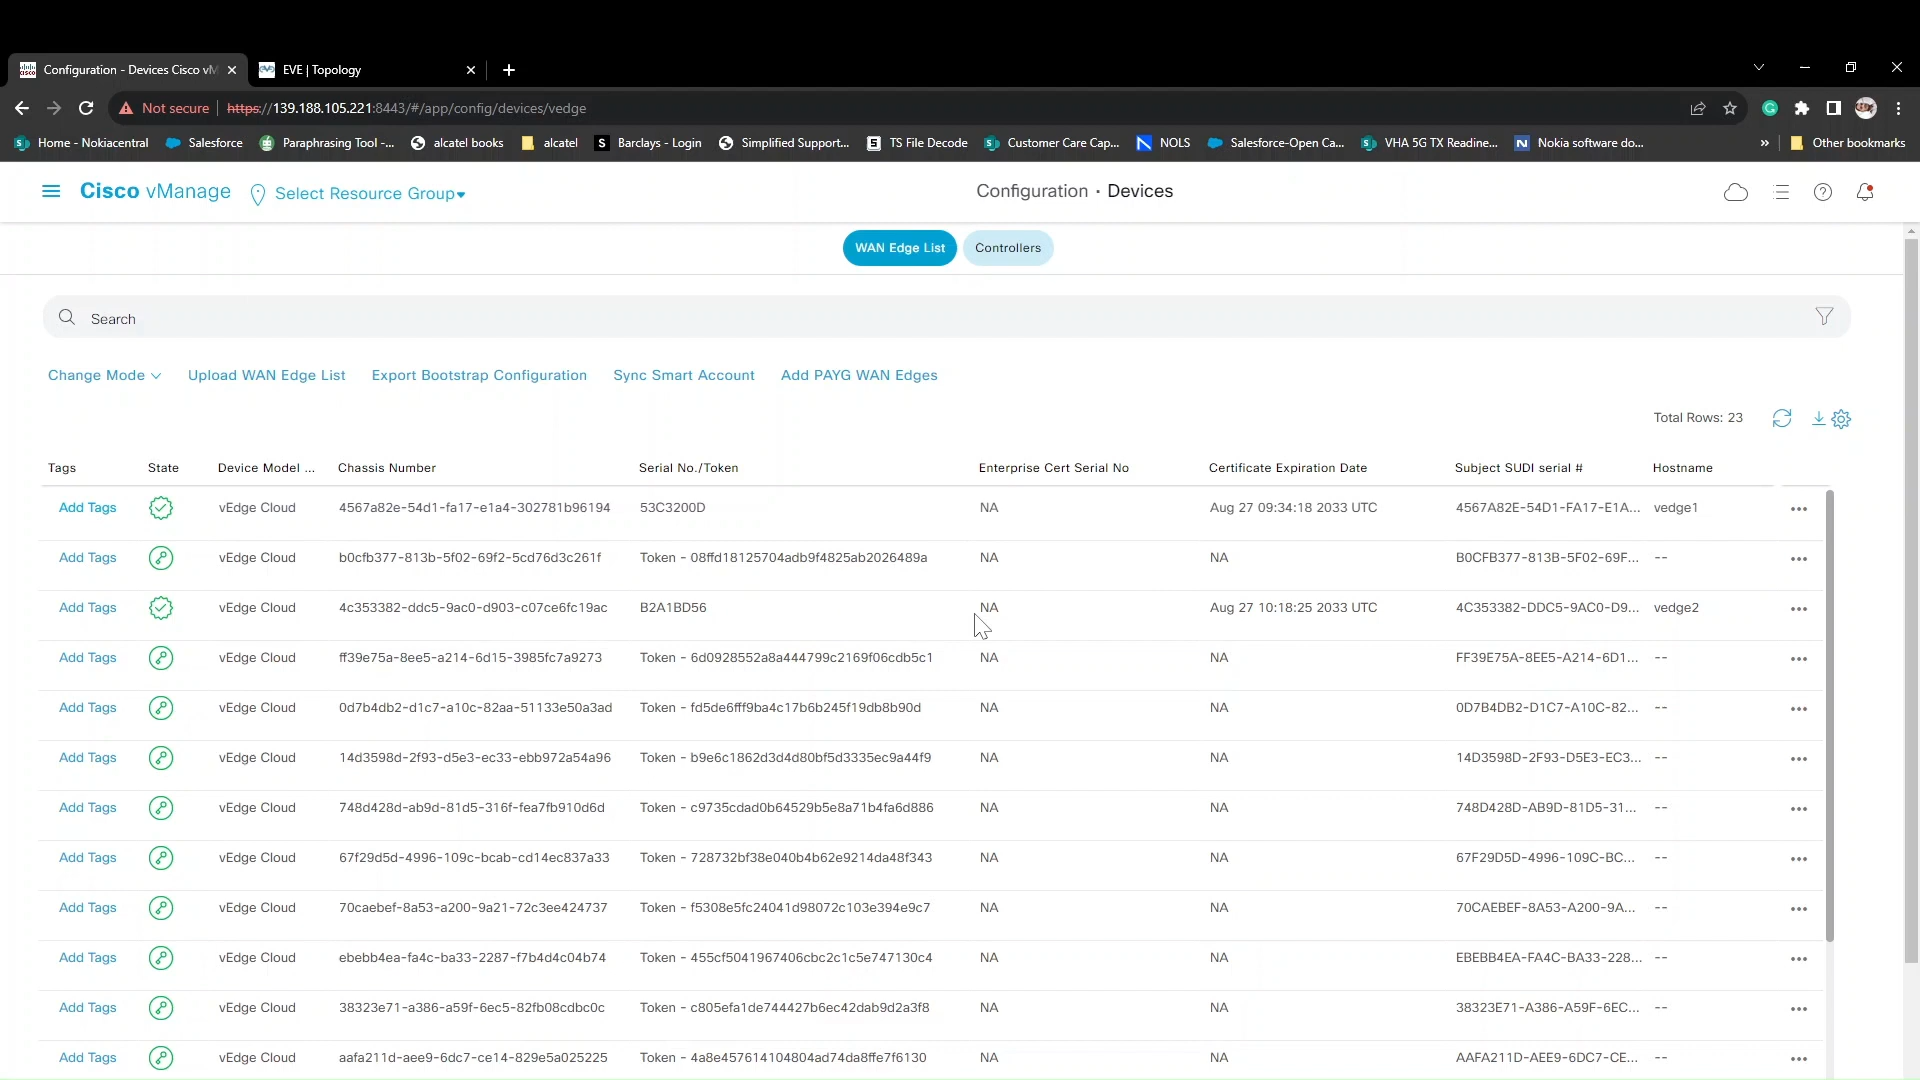 Configuration - Devices Cisco vM
EVE | Topology
Not secure https://139.188.105.221:8443/#/app/config/devices/vedge
Home - Nokiacentral Salesforce Paraphrasing Tool -... alcatel books alcatel Barclays - Login Simplified Support... TS File Decode Customer Care Cap... NOLS Salesforce-Open Ca... VHA 5G TX Readine... Nokia software do... » Other bookmarks
Cisco vManage Select Resource Group Configuration · Devices
WAN Edge List Controllers
Search
Change Mode Upload WAN Edge List Export Bootstrap Configuration Sync Smart Account Add PAYG WAN Edges
Total Rows: 23
Tags State Device Model ... Chassis Number Serial No./Token Enterprise Cert Serial No Certificate Expiration Date Subject SUDI serial # Hostname
Add Tags vEdge Cloud 4567a82e-54d1-fa17-e1a4-302781b96194 53C3200D NA Aug 27 09:34:18 2033 UTC 4567A82E-54D1-FA17-E1A... vedge1
Add Tags vEdge Cloud b0cfb377-813b-5f02-69f2-5cd76d3c261f Token - 08ffd18125704adb9f4825ab2026489a NA NA B0CFB377-813B-5F02-69F... --
Add Tags vEdge Cloud 4c353382-ddc5-9ac0-d903-c07ce6fc19ac B2A1BD56 NA Aug 27 10:18:25 2033 UTC 4C353382-DDC5-9AC0-D9... vedge2
Add Tags vEdge Cloud ff39e75a-8ee5-a214-6d15-3985fc7a9273 Token - 6d0928552a8a444799c2169f06cdb5c1 NA NA FF39E75A-8EE5-A214-6D1... --
Add Tags vEdge Cloud 0d7b4db2-d1c7-a10c-82aa-51133e50a3ad Token - fd5de6fff9ba4c17b6b245f19db8b90d NA NA 0D7B4DB2-D1C7-A10C-82... --
Add Tags vEdge Cloud 14d3598d-2f93-d5e3-ec33-ebb972a54a96 Token - b9e6c1862d3d4d80bf5d3335ec9a44f9 NA NA 14D3598D-2F93-D5E3-EC3... --
Add Tags vEdge Cloud 748d428d-ab9d-81d5-316f-fea7fb910d6d Token - c9735cdad0b64529b5e8a71b4fa6d886 NA NA 748D428D-AB9D-81D5-31... --
Add Tags vEdge Cloud 67f29d5d-4996-109c-bcab-cd14ec837a33 Token - 728732bf38e040b4b62e9214da48f343 NA NA 67F29D5D-4996-109C-BC... --
Add Tags vEdge Cloud 70caebef-8a53-a200-9a21-72c3ee424737 Token - f5308e5fc24041d98072c103e394e9c7 NA NA 70CAEBEF-8A53-A200-9A... --
Add Tags vEdge Cloud ebebb4ea-fa4c-ba33-2287-f7b4d4c04b74 Token - 455cf5041967406cbc2c1c5e747130c4 NA NA EBEBB4EA-FA4C-BA33-228... --
Add Tags vEdge Cloud 38323e71-a386-a59f-6ec5-82fb08cdbc0c Token - c805efa1de744427b6ec42dab9d2a3f8 NA NA 38323E71-A386-A59F-6EC... --
Add Tags vEdge Cloud aafa211d-aee9-6dc7-ce14-829e5a025225 Token - 4a8e457614104804ad74da8ffe7f6130 NA NA AAFA211D-AEE9-6DC7-CE... --